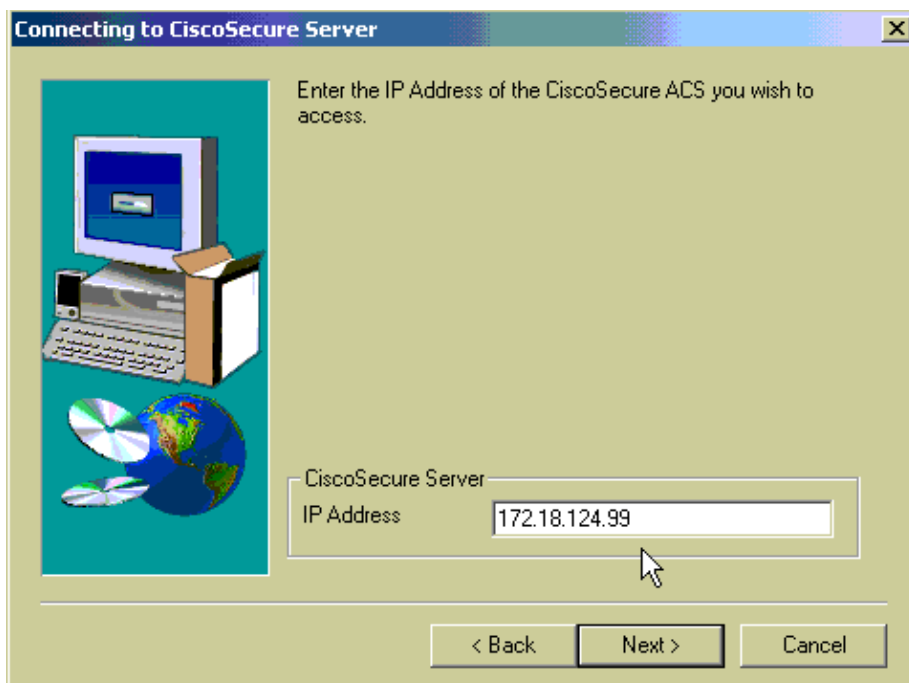 Connecting to CiscoSecure Server
Enter the IP Address of the CiscoSecure ACS you wish to
access.
CiscoSecure Server
IP Address 172.18.124.99
< Back Next > Cancel